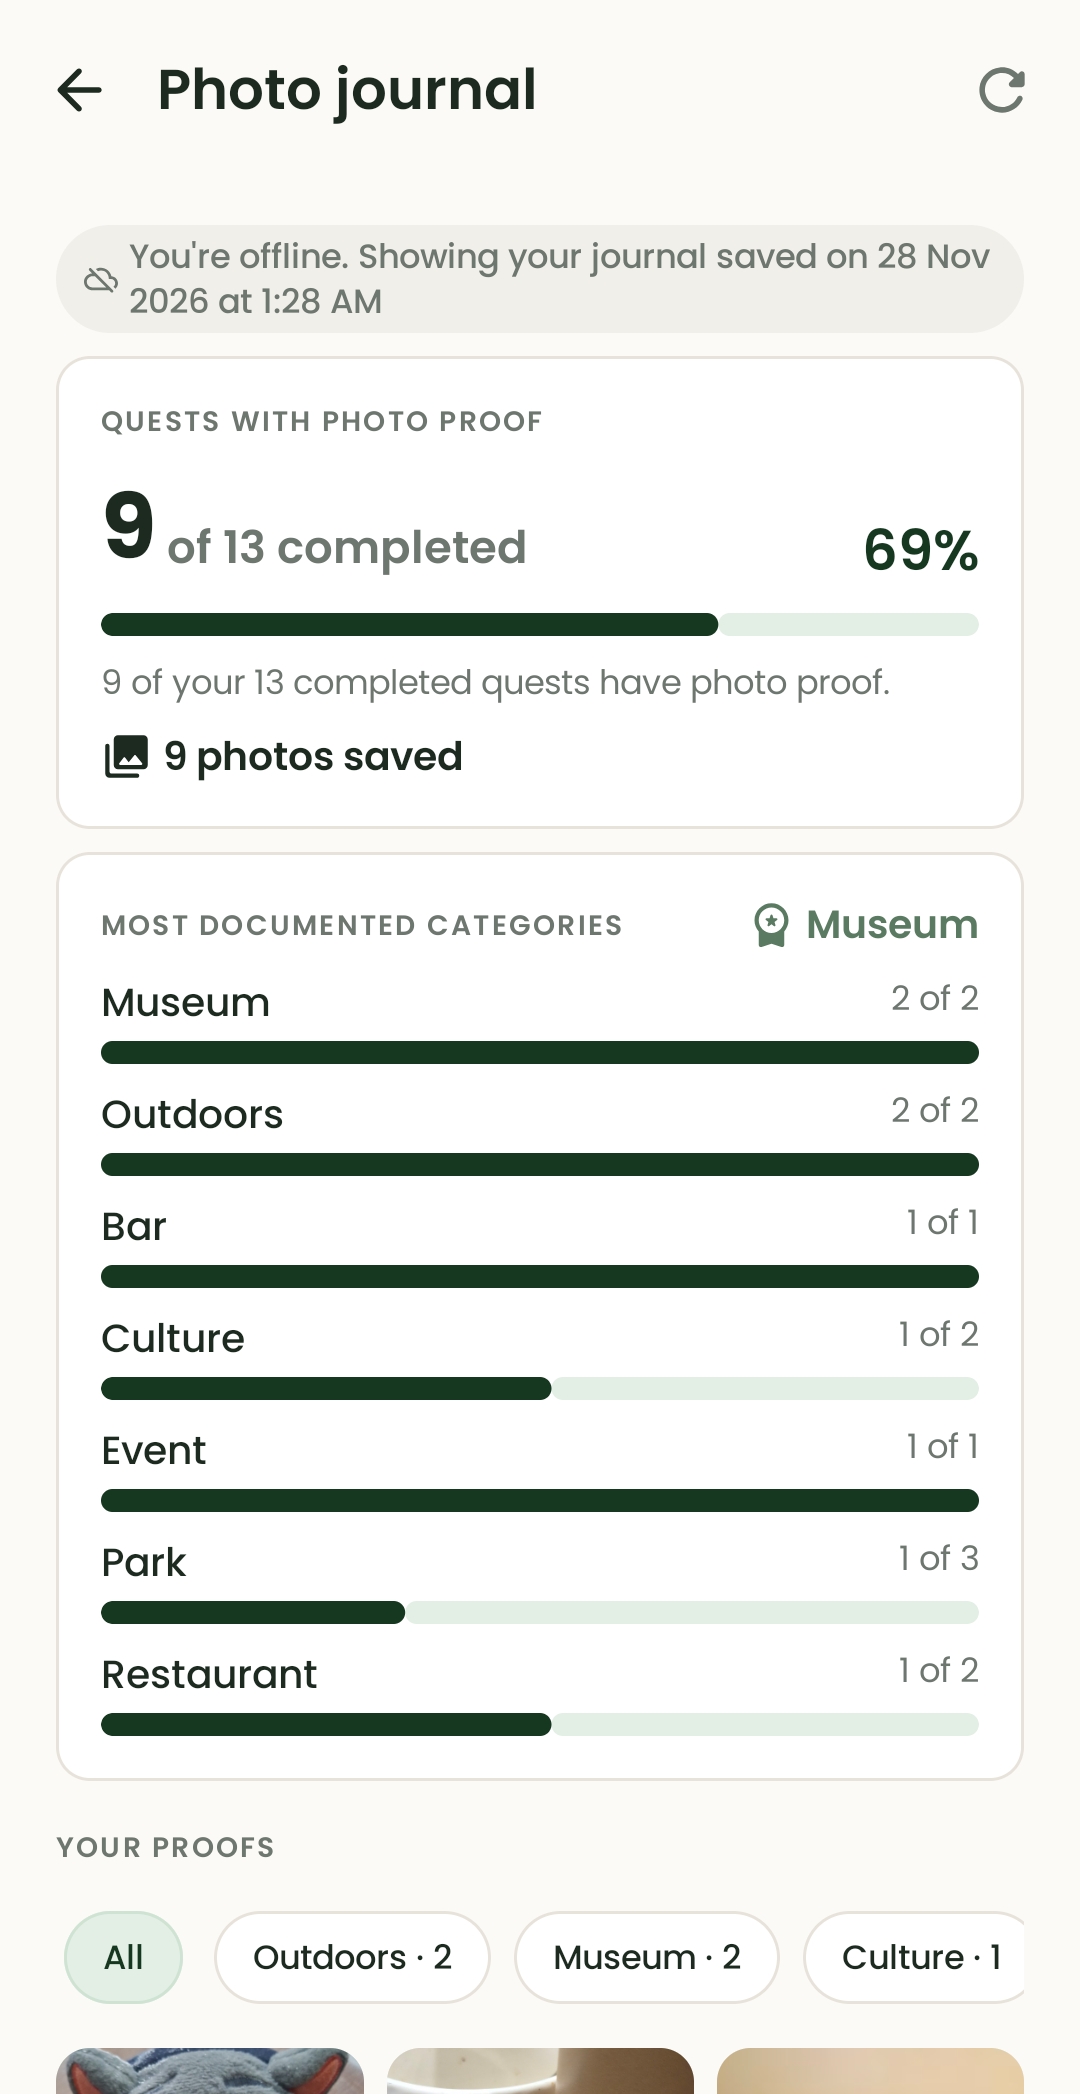 Photo journal
You're offline. Showing your journal saved on 28 Nov
2026 at 1:28 AM
QUESTS WITH PHOTO PROOF
9 of 13 completed
69%
9 of your 13 completed quests have photo proof.
9 photos saved
MOST DOCUMENTED CATEGORIES
Museum
Museum
2 of 2
Outdoors
2 of 2
Bar
1 of 1
Culture
1 of 2
Event
1 of 1
Park
1 of 3
Restaurant
1 of 2
YOUR PROOFS
All
Outdoors · 2
Museum · 2
Culture · 1